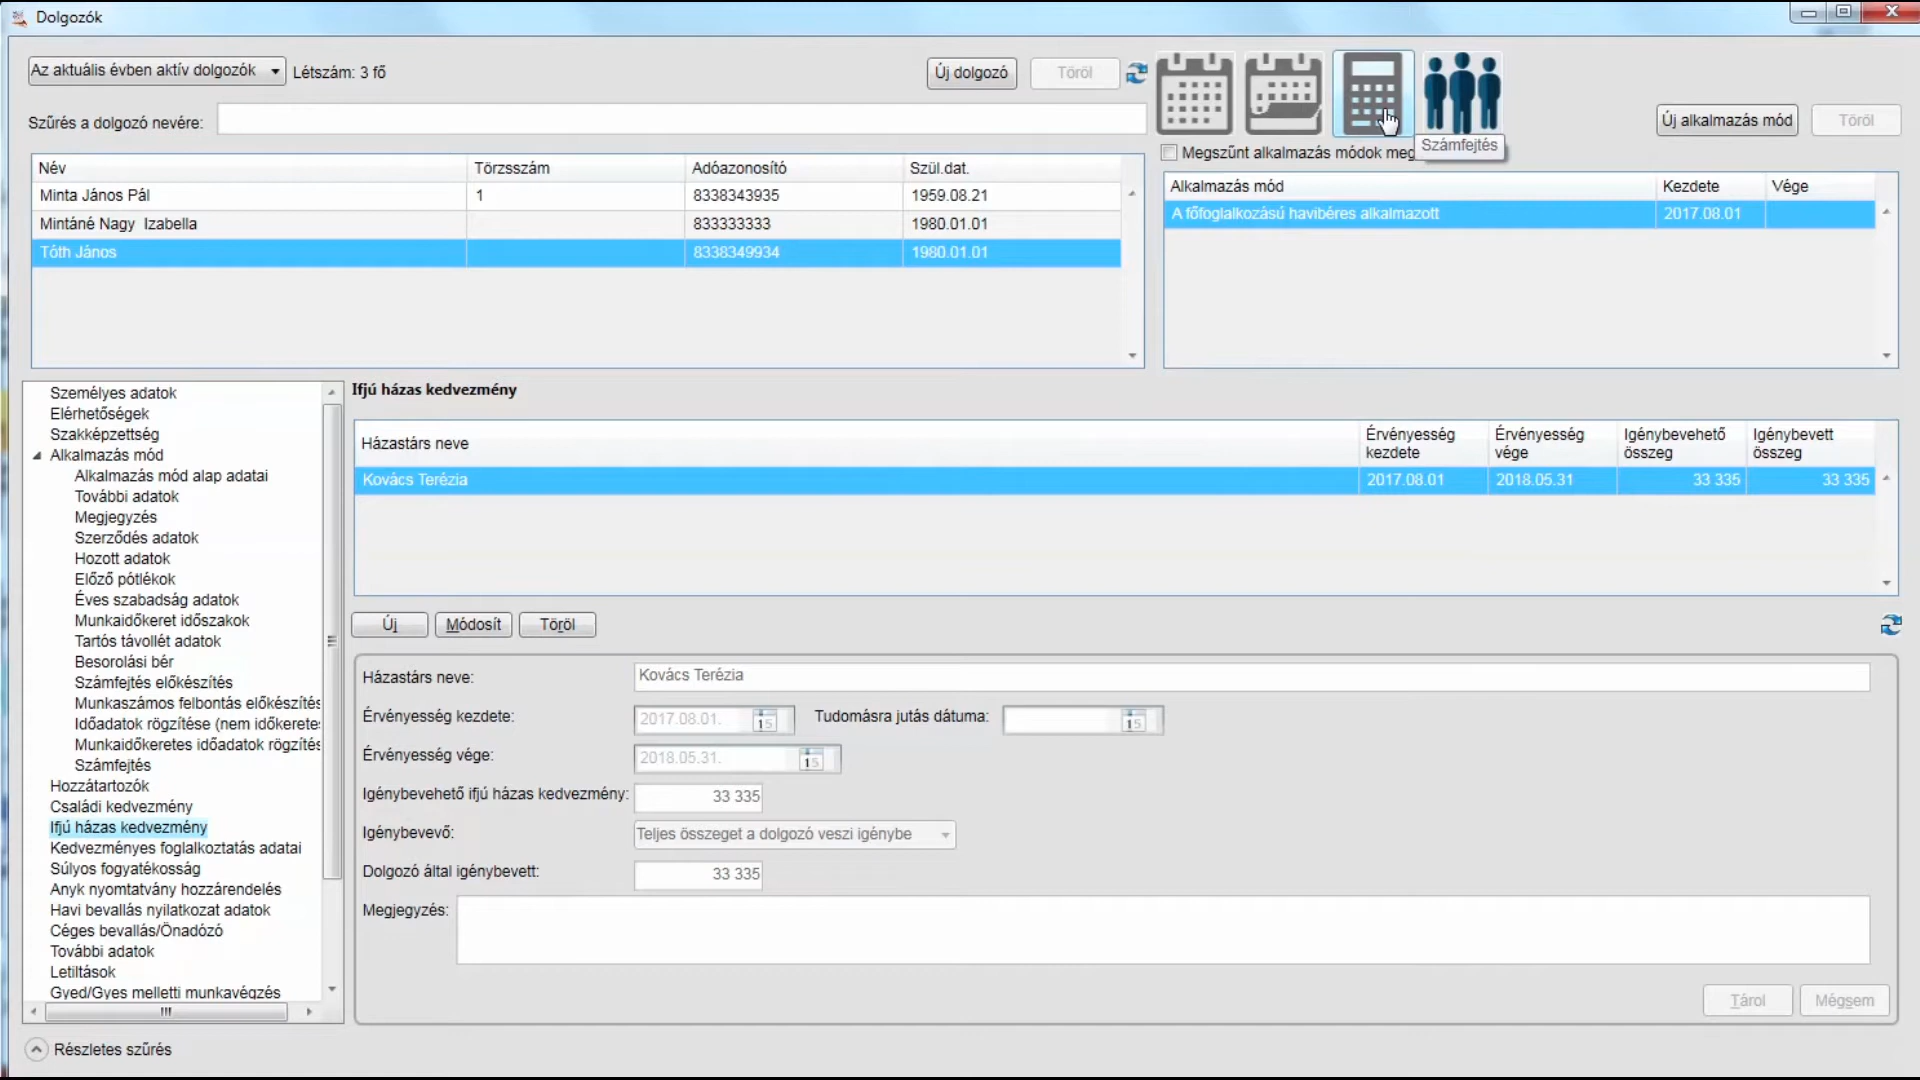 Dolgozók
Az aktuális évben aktív dolgozók
Létszám: 3 fő
Új dolgozó
Töröl
Szűrés a dolgozó nevére:
Új alkalmazás mód
Töröl
Számfejtés
Megszűnt alkalmazás módok meg
Név Törzsszám Adóazonosító Szül.dat.
Minta János Pál 1 8338343935 1959.08.21
Mintáné Nagy  Izabella 833333333 1980.01.01
Tóth János 8338349934 1980.01.01
Alkalmazás mód Kezdete Vége
A főfoglalkozású havibéres alkalmazott 2017.08.01
Személyes adatok
Elérhetőségek
Szakképzettség
Alkalmazás mód
Alkalmazás mód alap adatai
További adatok
Megjegyzés
Szerződés adatok
Hozott adatok
Előző pótlékok
Éves szabadság adatok
Munkaidőkeret időszakok
Tartós távollét adatok
Besorolási bér
Számfejtés előkészítés
Munkaszámos felbontás előkészítés
Időadatok rögzítése (nem időkeretes
Munkaidőkeretes időadatok rögzítés
Számfejtés
Hozzátartozók
Családi kedvezmény
Ifjú házas kedvezmény
Kedvezményes foglalkoztatás adatai
Súlyos fogyatékosság
Anyk nyomtatvány hozzárendelés
Havi bevallás nyilatkozat adatok
Céges bevallás/Önadózó
További adatok
Letiltások
Gyed/Gyes melletti munkavégzés
Részletes szűrés
Ifjú házas kedvezmény
Házastárs neve
Érvényesség kezdete
Érvényesség vége
Igénybevehető összeg
Igénybevett összeg
Kovács Terézia 2017.08.01 2018.05.31 33 335 33 335
Új
Módosít
Töröl
Házastárs neve: Kovács Terézia
Érvényesség kezdete: 2017.08.01. 15 Tudomásra jutás dátuma: 15
Érvényesség vége: 2018.05.31. 15
Igénybevehető ifjú házas kedvezmény: 33 335
Igénybevevő: Teljes összeget a dolgozó veszi igénybe
Dolgozó által igénybevett: 33 335
Megjegyzés:
Tárol
Mégsem